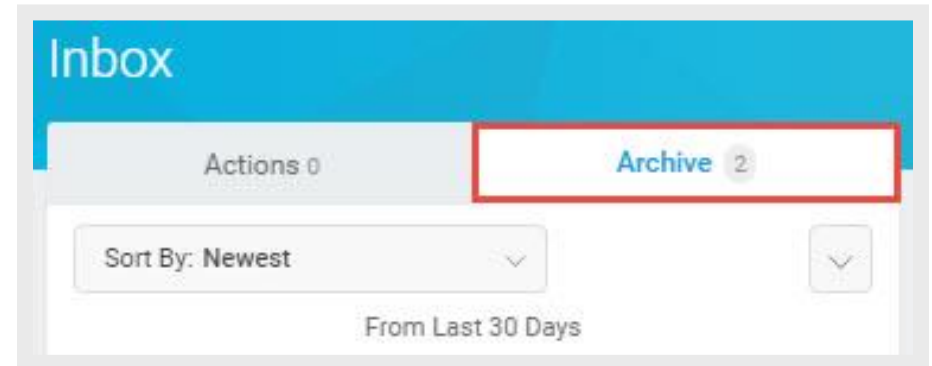 Inbox
Actions 0 Archive 2
Sort By: Newest
From Last 30 Days